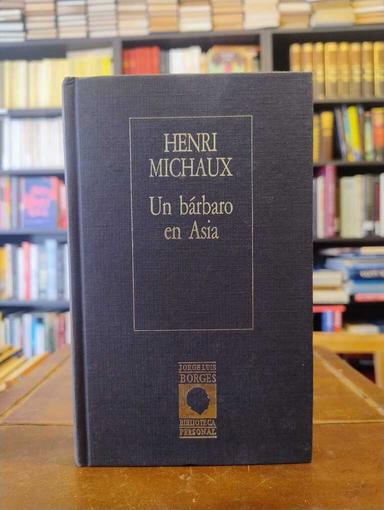 HENRI
MICHAUX
Un bárbaro
en Asia
JORGE LUIS
BORGES
BIBLIOTECA
PERSONAL